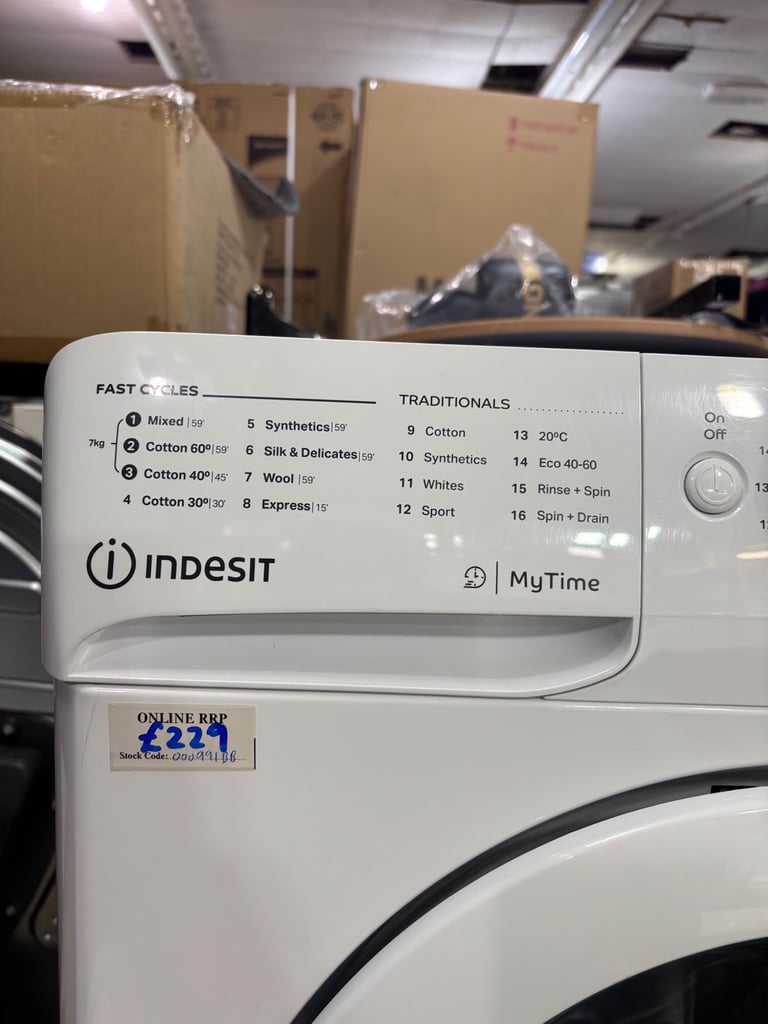 FAST CYCLES
7kg
1 Mixed |59'
2 Cotton 60º|59'
3 Cotton 40º|45'
4 Cotton 30º|30'
5 Synthetics|59'
6 Silk & Delicates|59'
7 Wool |59'
8 Express|15'
TRADITIONALS
9 Cotton
10 Synthetics
11 Whites
12 Sport
13 20ºC
14 Eco 40-60
15 Rinse + Spin
16 Spin + Drain
On
Off
13
INDESIT
MyTime
ONLINE RRP
£229
Stock Code: